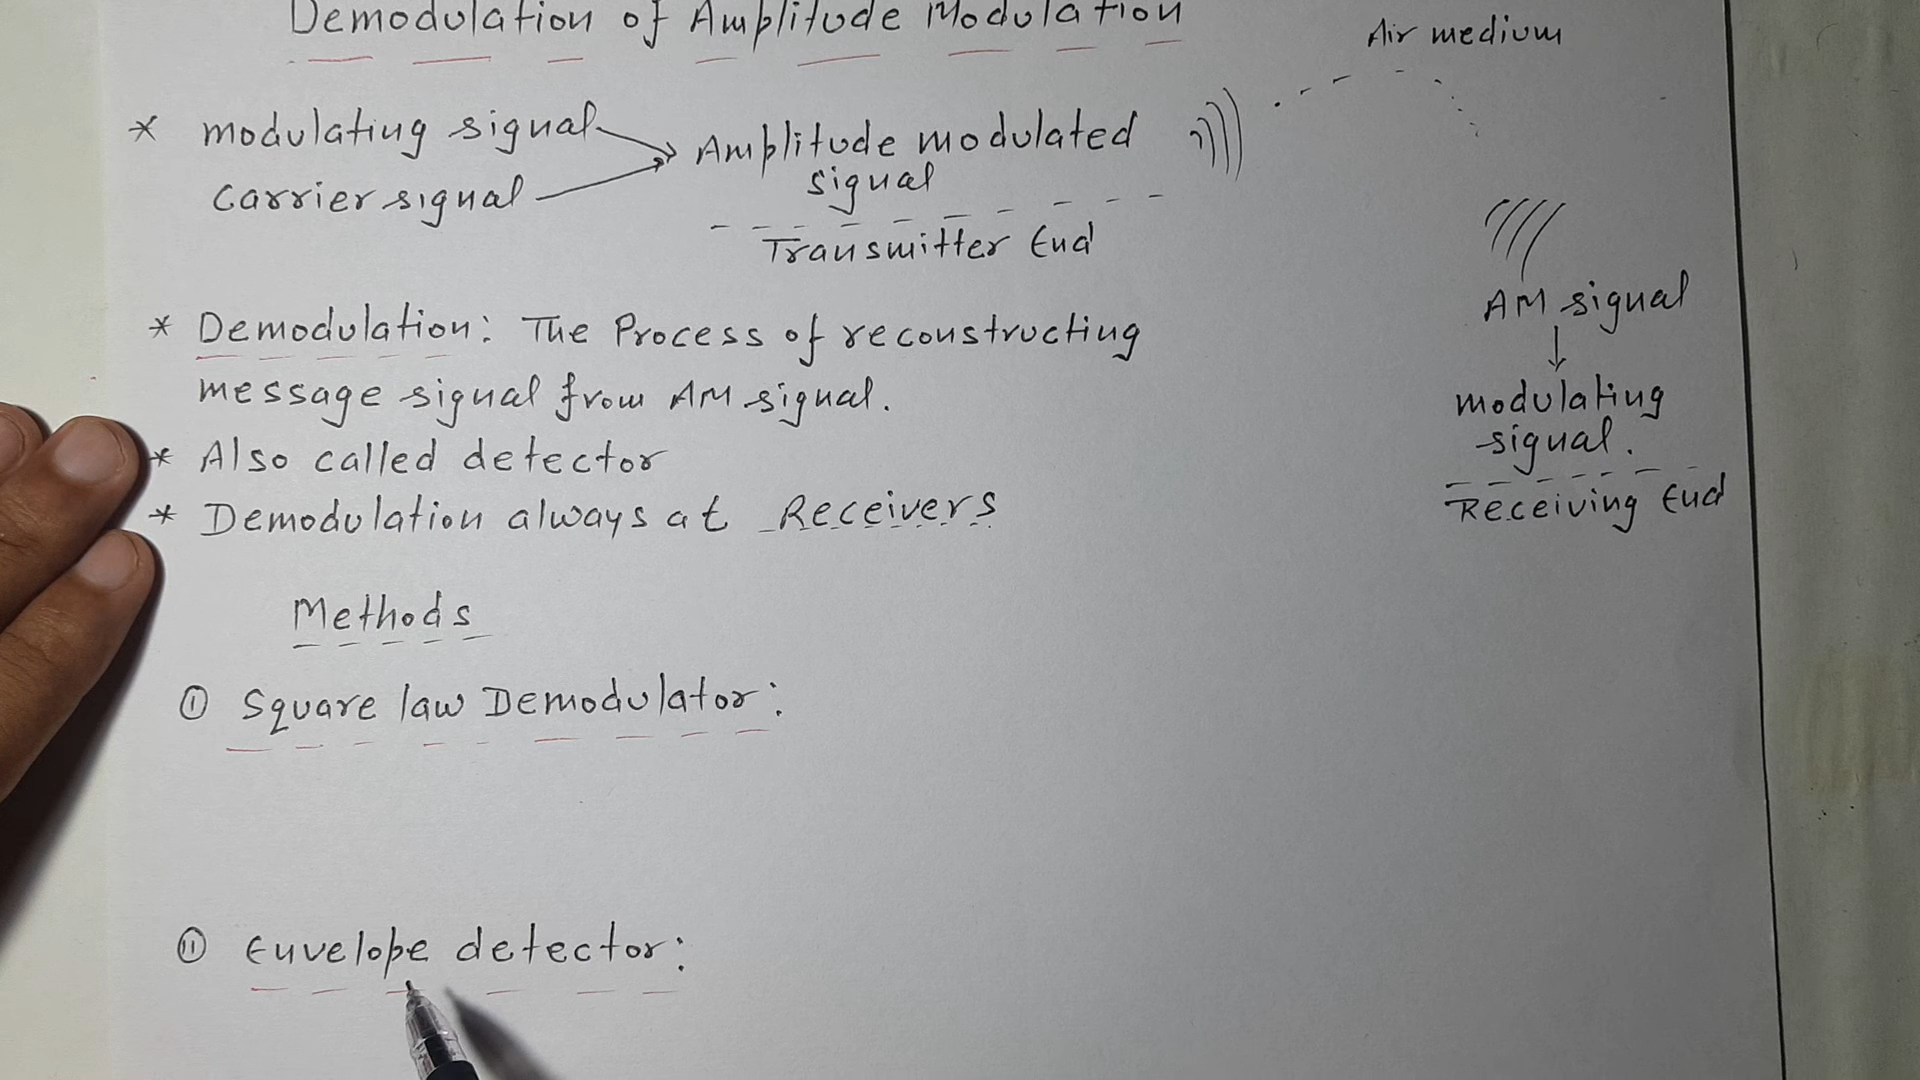 Demodulation of Amplitude Modulation
Air medium
* modulating signal
carrier signal
Amplitude modulated
signal
Transmitter End
AM signal
modulating
signal.
Receiving End
* Demodulation: The Process of reconstructing
message signal from AM signal.
* Also called detector
* Demodulation always at Receivers
Methods
(i) Square law Demodulator:
(ii) Envelope detector: